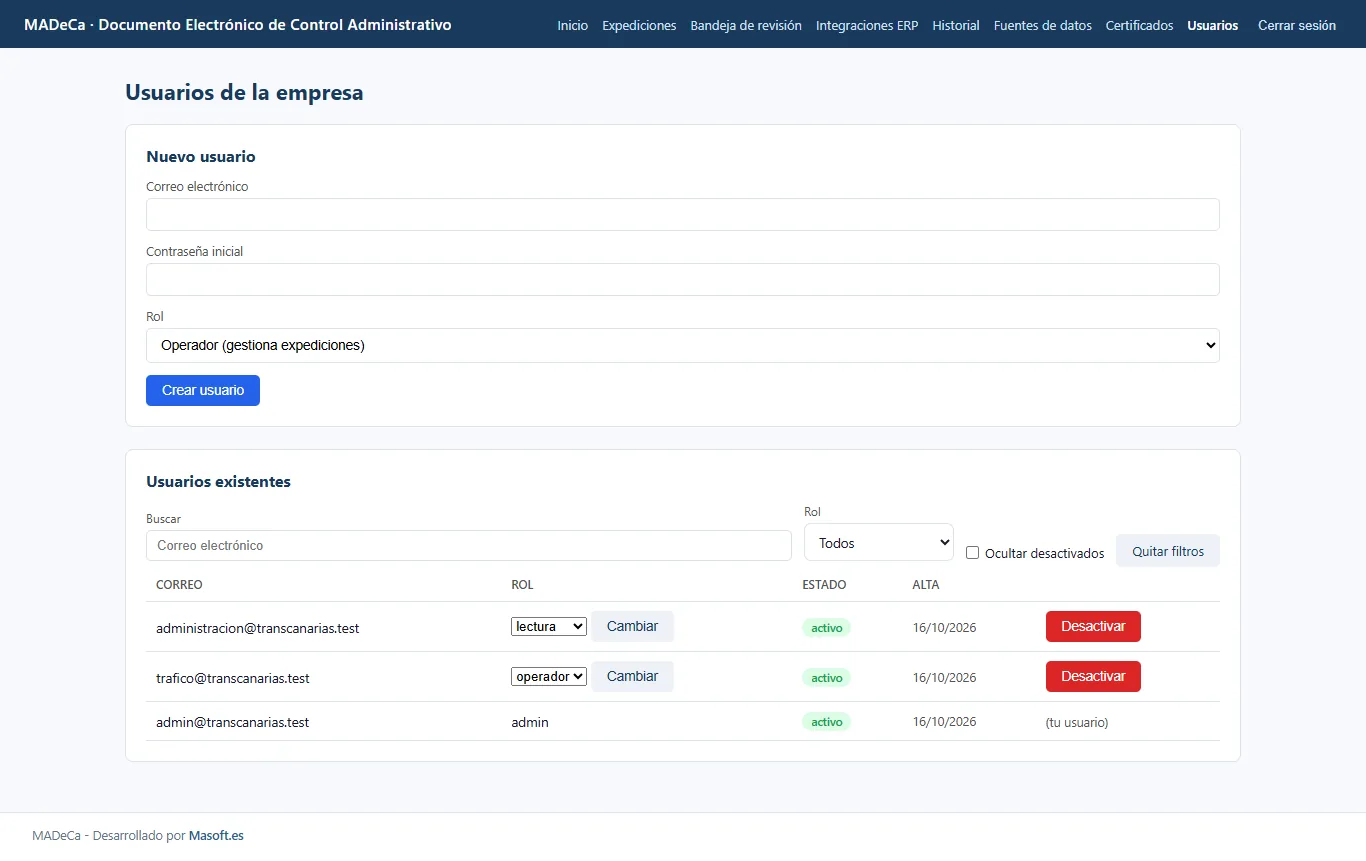 MADeCa · Documento Electrónico de Control Administrativo
Inicio Expediciones Bandeja de revisión Integraciones ERP Historial Fuentes de datos Certificados Usuarios Cerrar sesión
Usuarios de la empresa
Nuevo usuario
Correo electrónico
Contraseña inicial
Rol
Operador (gestiona expediciones)
Crear usuario
Usuarios existentes
Buscar
Correo electrónico
Rol
Todos
Ocultar desactivados
Quitar filtros
CORREO ROL ESTADO ALTA
administracion@transcanarias.test lectura Cambiar activo 16/10/2026 Desactivar
trafico@transcanarias.test operador Cambiar activo 16/10/2026 Desactivar
admin@transcanarias.test admin activo 16/10/2026 (tu usuario)
MADeCa - Desarrollado por Masoft.es